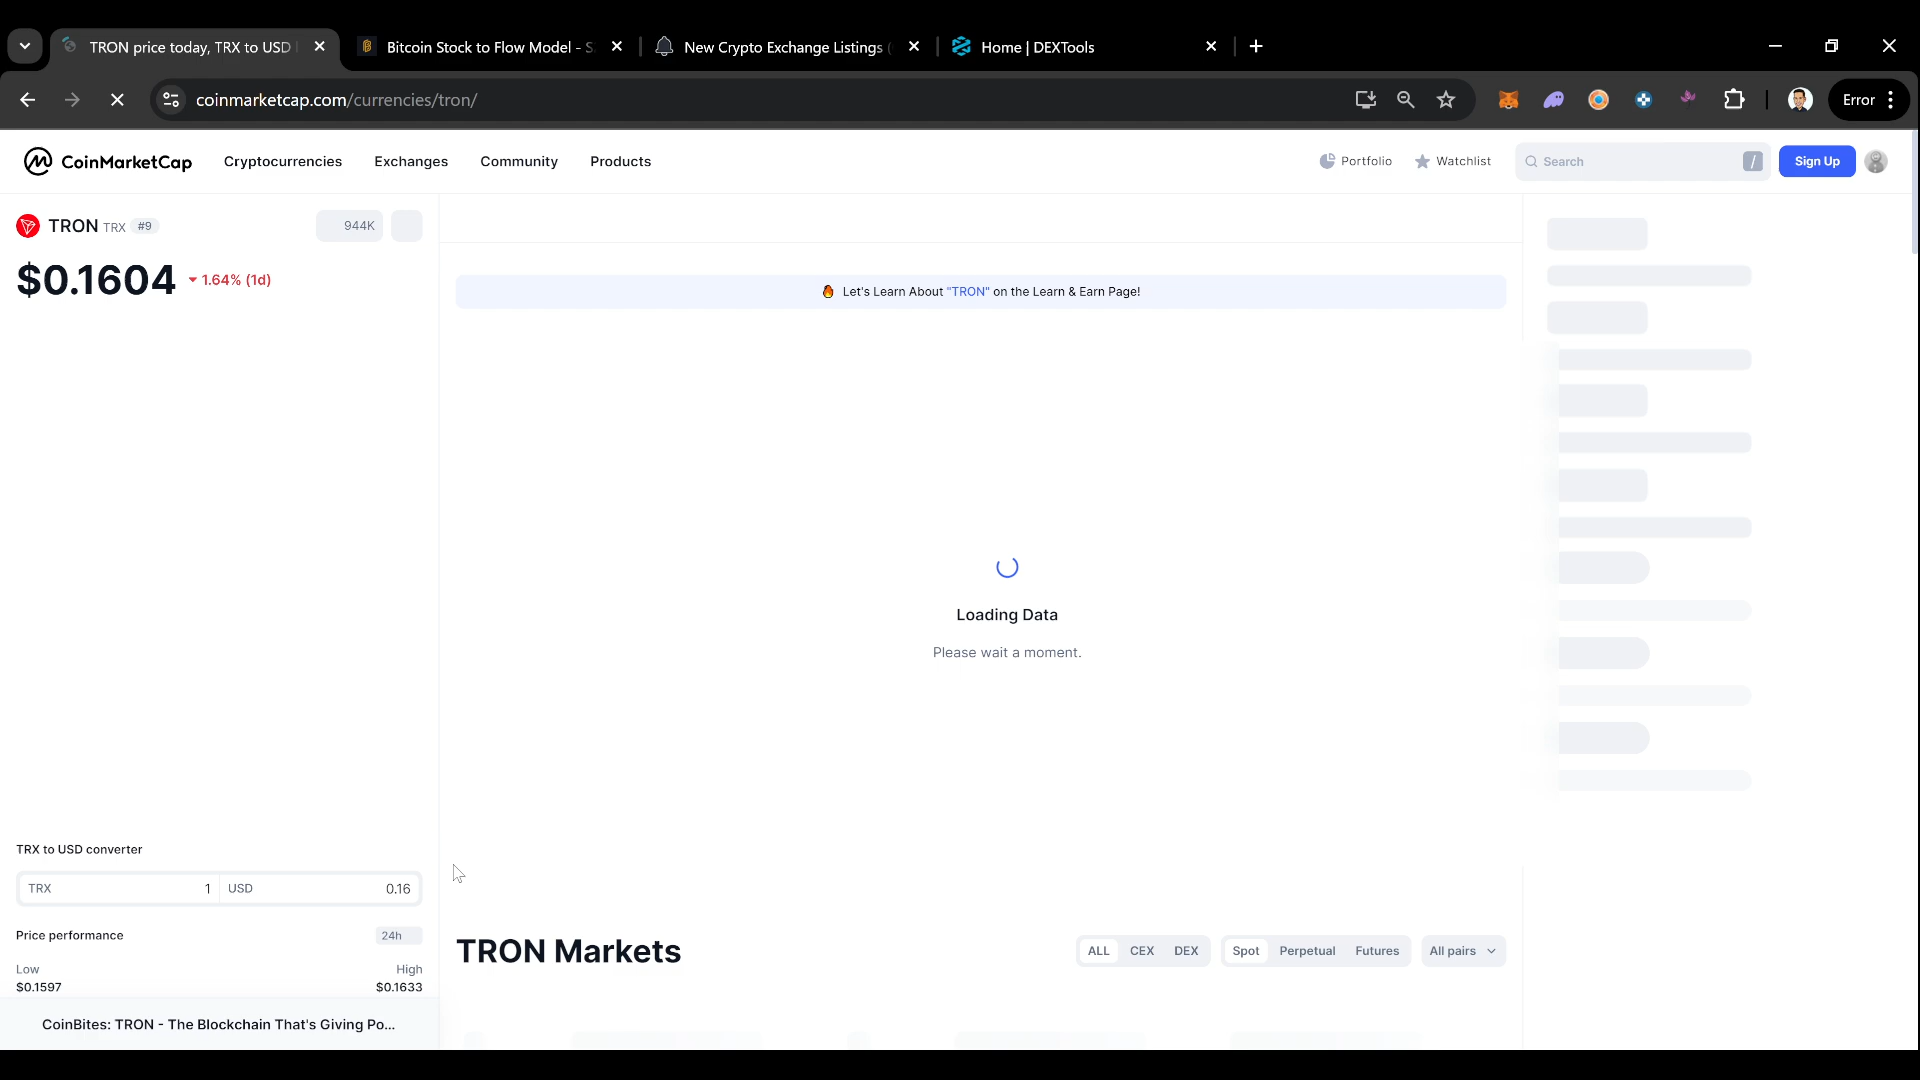 TRON price today, TRX to USD
Bitcoin Stock to Flow Model - S
New Crypto Exchange Listings (
Home | DEXTools
coinmarketcap.com/currencies/tron/
Error
CoinMarketCap
Cryptocurrencies
Exchanges
Community
Products
Portfolio
Watchlist
Search
/
Sign Up
TRON TRX #9
944K
$0.1604
1.64% (1d)
Let's Learn About "TRON" on the Learn & Earn Page!
Loading Data
Please wait a moment.
TRX to USD converter
TRX 1 USD 0.16
Price performance
24h
Low
High
$0.1597
$0.1633
CoinBites: TRON - The Blockchain That's Giving Po...
TRON Markets
ALL CEX DEX
Spot Perpetual Futures
All pairs